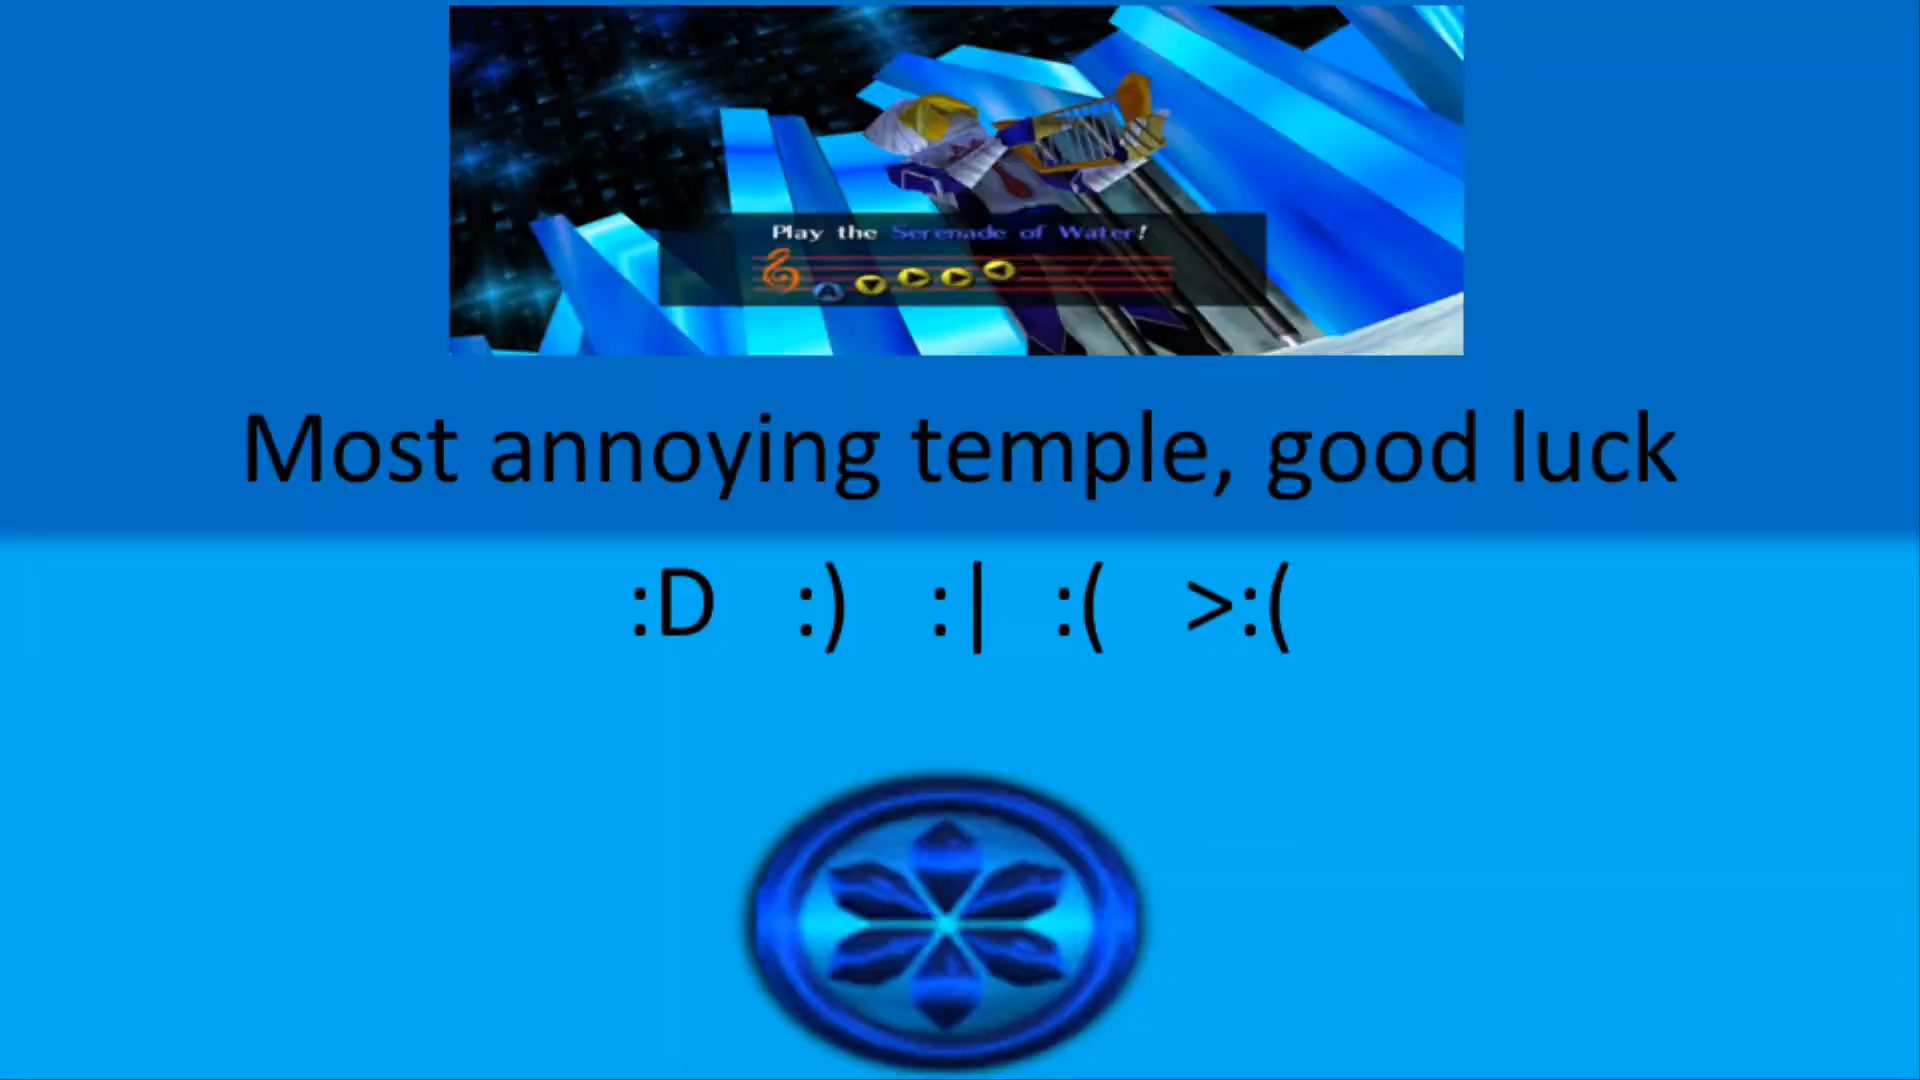 Play the Serenade of Water!
A
Most annoying temple, good luck
:D :) :| :( >:(